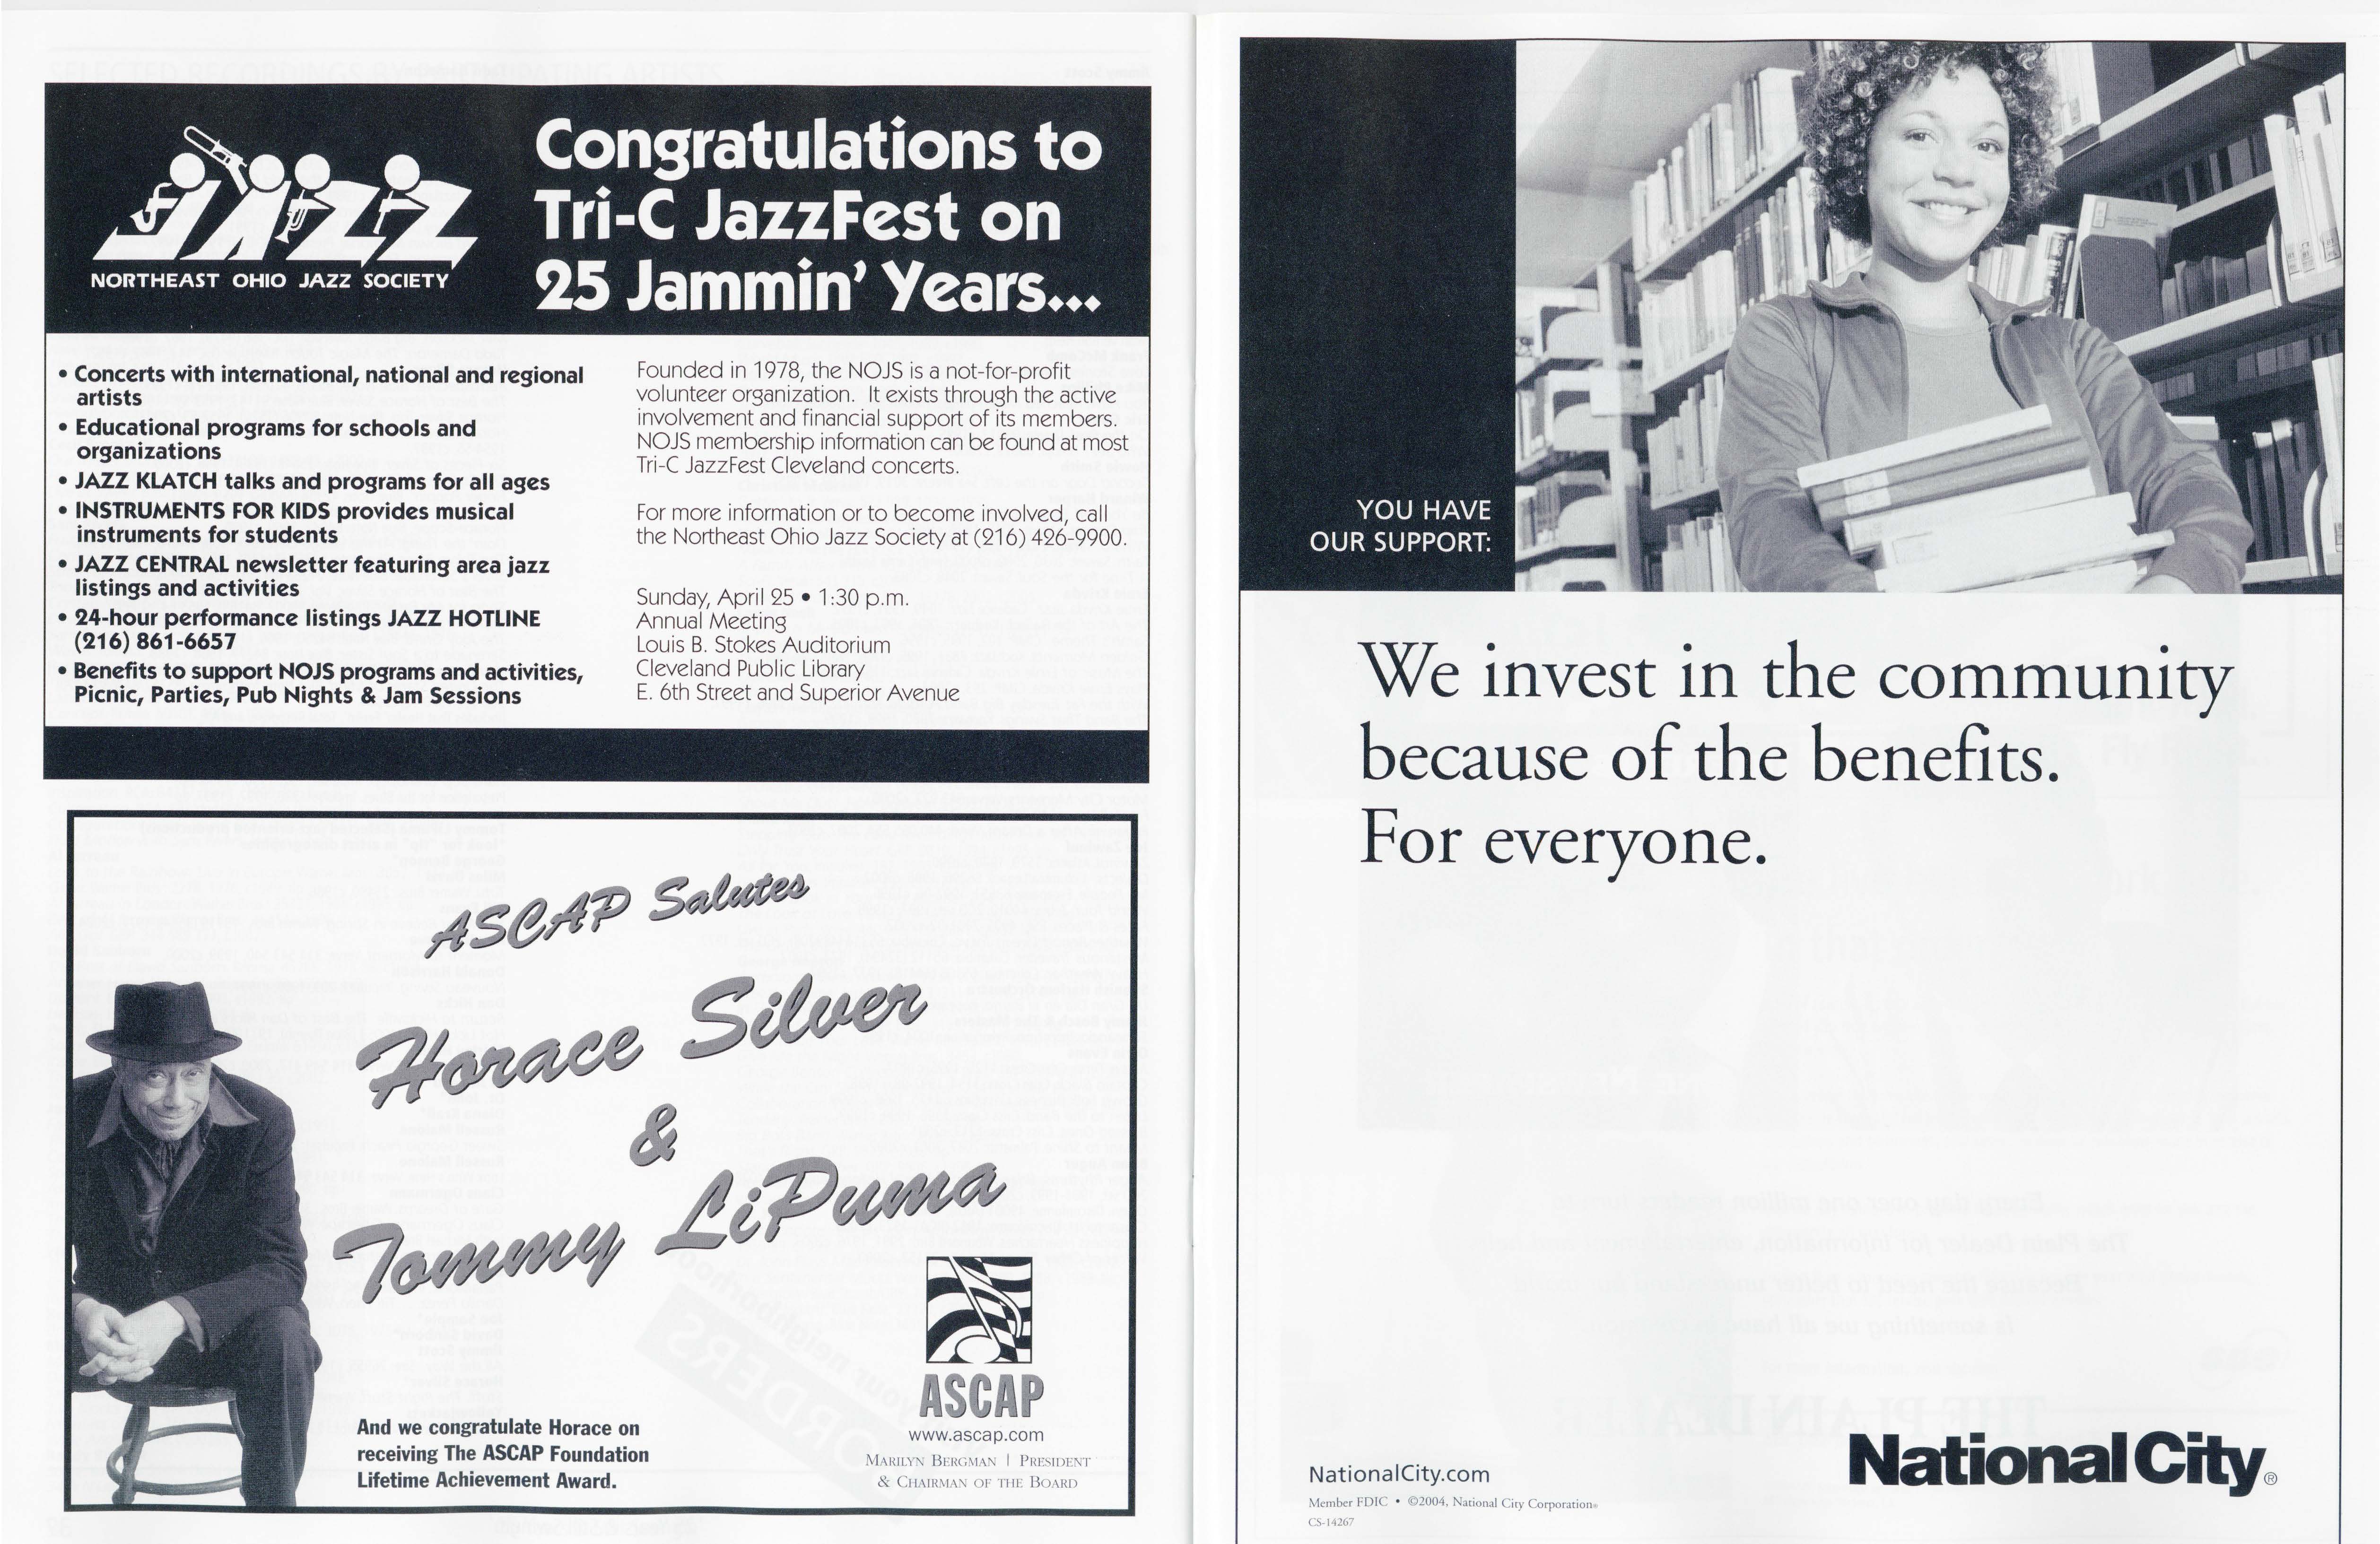 JAZZ
NORTHEAST OHIO JAZZ SOCIETY
Congratulations to
Tri-C JazzFest on
25 Jammin' Years...
• Concerts with international, national and regional
artists
• Educational programs for schools and
organizations
• JAZZ KLATCH talks and programs for all ages
• INSTRUMENTS FOR KIDS provides musical
instruments for students
• JAZZ CENTRAL newsletter featuring area jazz
listings and activities
• 24-hour performance listings JAZZ HOTLINE
(216) 861-6657
• Benefits to support NOJS programs and activities,
Picnic, Parties, Pub Nights & Jam Sessions
Founded in 1978, the NOJS is a not-for-profit
volunteer organization. It exists through the active
involvement and financial support of its members.
NOJS membership information can be found at most
Tri-C JazzFest Cleveland concerts.
For more information or to become involved, call
the Northeast Ohio Jazz Society at (216) 426-9900.
Sunday, April 25 • 1:30 p.m.
Annual Meeting
Louis B. Stokes Auditorium
Cleveland Public Library
E. 6th Street and Superior Avenue
ASCAP Salutes
Horace Silver
&
Tommy LiPuma
And we congratulate Horace on
receiving The ASCAP Foundation
Lifetime Achievement Award.
ASCAP
www.ascap.com
MARILYN BERGMAN | PRESIDENT
& CHAIRMAN OF THE BOARD
YOU HAVE
OUR SUPPORT:
We invest in the community
because of the benefits.
For everyone.
NationalCity.com
Member FDIC • ©2004, National City Corporation®
CS-14267
National City®